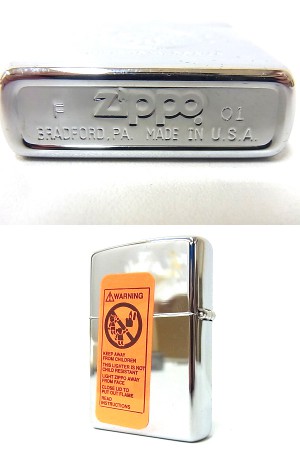 F Zippo 01
BRADFORD, PA. MADE IN U.S.A.
WARNING
KEEP AWAY
FROM CHILDREN
THIS LIGHTER IS NOT
CHILD RESISTANT
LIGHT ZIPPO AWAY
FROM FACE
CLOSE LID TO
PUT OUT FLAME
READ
INSTRUCTIONS